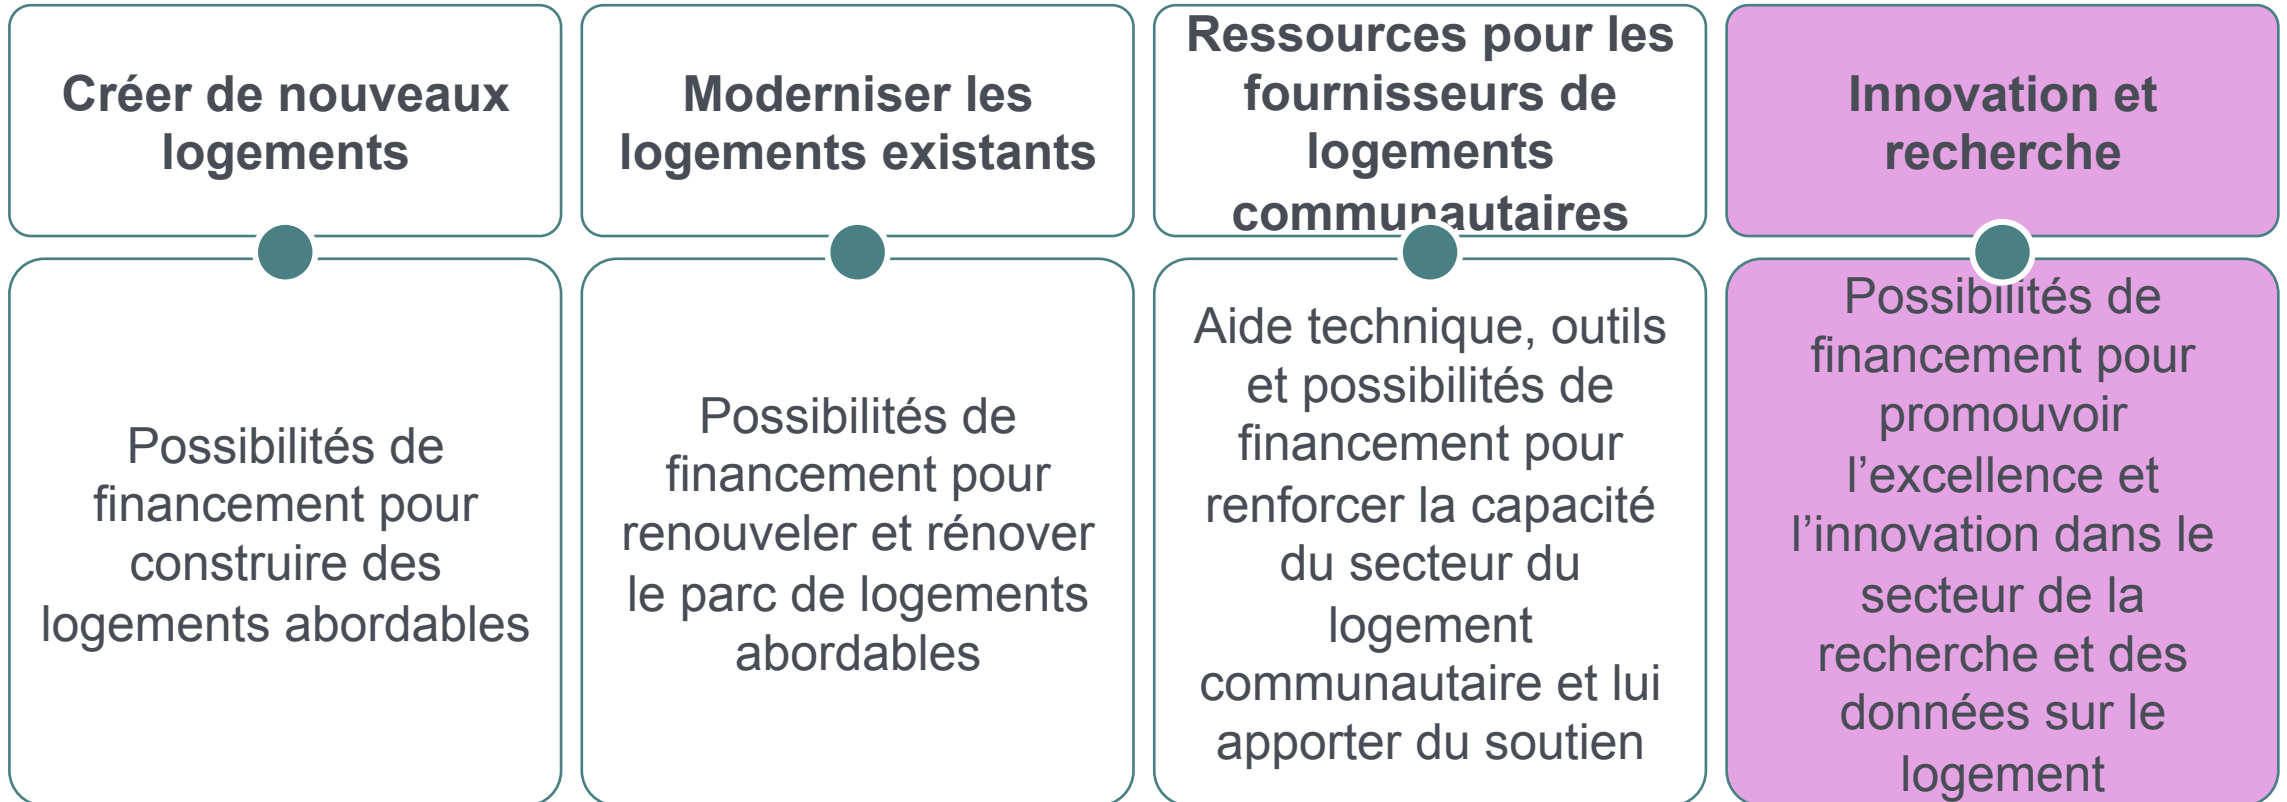 Créer de nouveaux
logements
Possibilités de
financement pour
construire des
logements abordables
Moderniser les
logements existants
Possibilités de
financement pour
renouveler et rénover
le parc de logements
abordables
Ressources pour les
fournisseurs de
logements
communautaires
Aide technique, outils
et possibilités de
financement pour
renforcer la capacité
du secteur du
logement
communautaire et lui
apporter du soutien
Innovation et
recherche
Possibilités de
financement pour
promouvoir
l’excellence et
l’innovation dans le
secteur de la
recherche et des
données sur le
logement